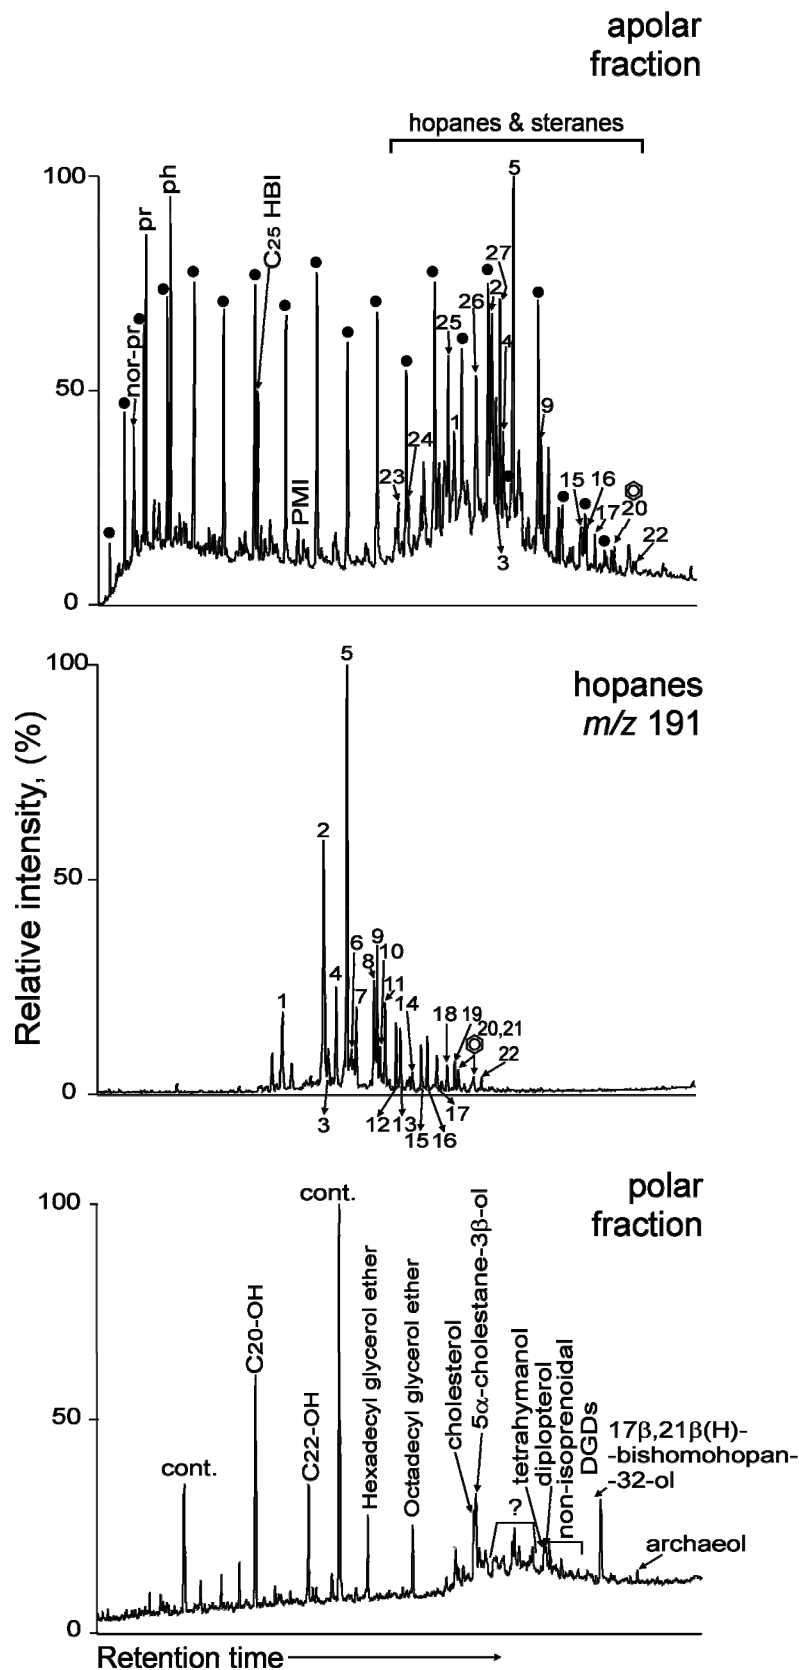 apolar
fraction
hopanes & steranes
100
50
0
nor-pr
pr
ph
C25 HBI
PMI
23
24
25
1
26
2
27
4
3
5
9
15
16
17
20
22
Relative intensity, (%)
hopanes
m/z 191
100
50
0
1
2
3
4
5
6
7
8
9
10
11
12
13
14
15
16
17
18
19
20,21
22
polar
fraction
100
50
0
cont.
C20-OH
C22-OH
cont.
Hexadecyl glycerol ether
Octadecyl glycerol ether
cholesterol
5α-cholestane-3β-ol
?
tetrahymanol
diplopterol
non-isoprenoidal
DGDs
17β,21β(H)-
-bishomohopan-
-32-ol
archaeol
Retention time